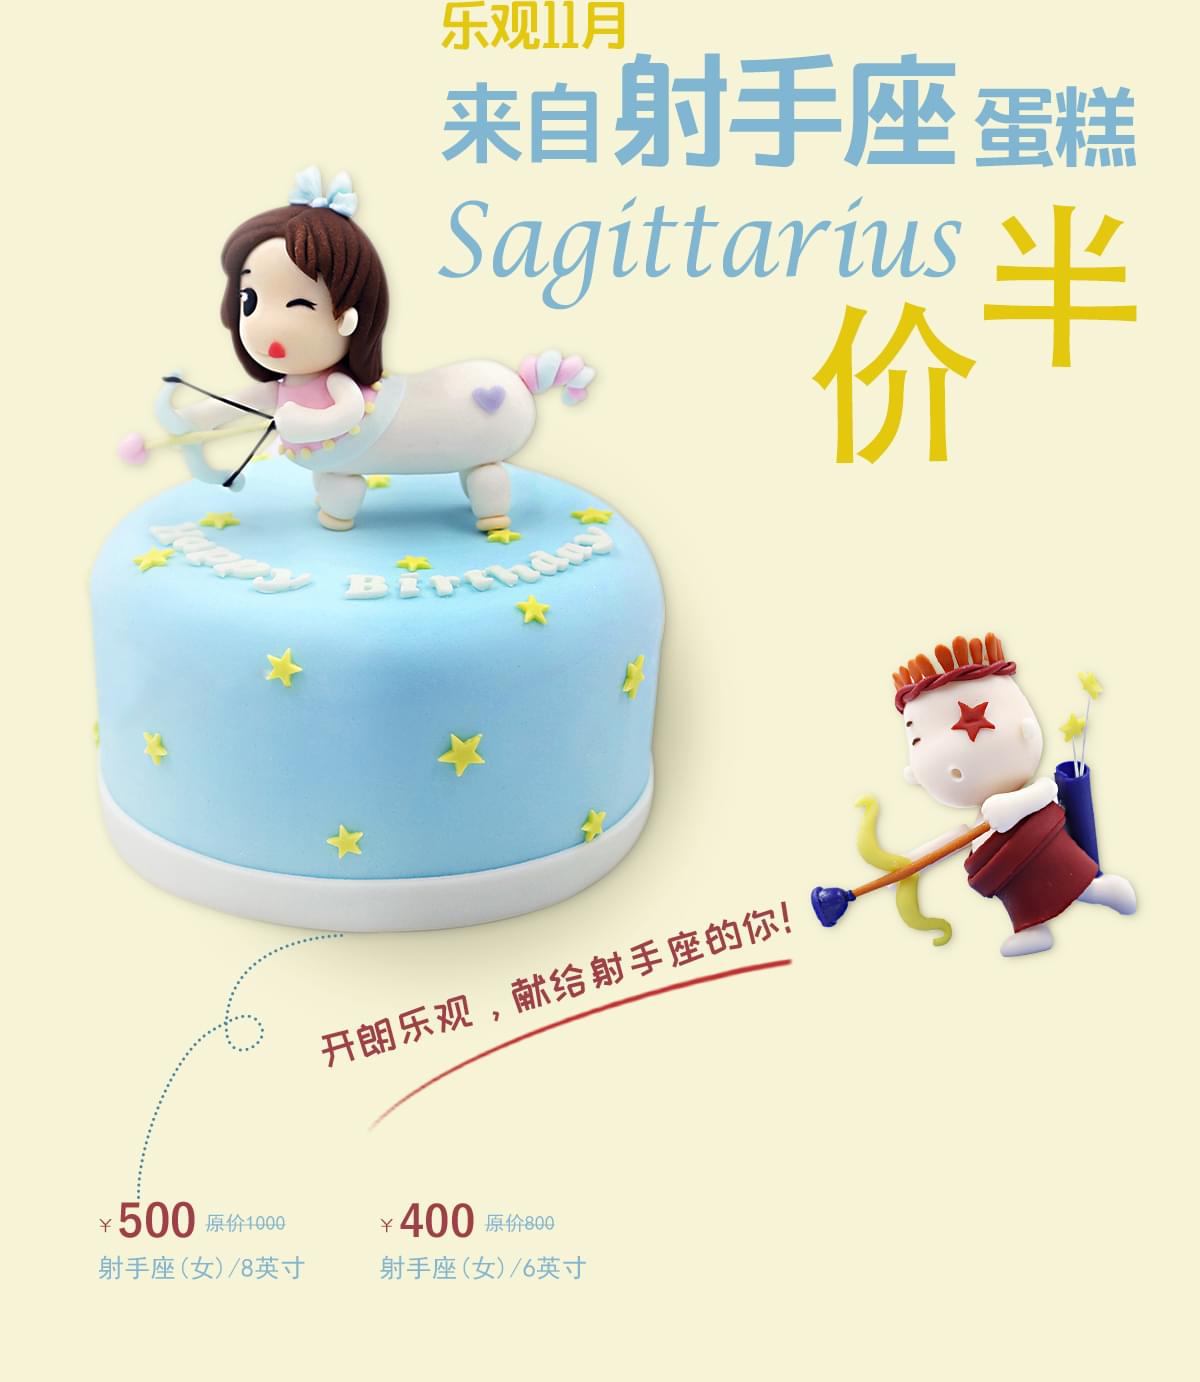 乐观11月
来自射手座蛋糕
Sagittarius
半价
Happy Birthday
开朗乐观，献给射手座的你!
¥500 原价1000
射手座(女)/8英寸
¥400 原价800
射手座(女)/6英寸